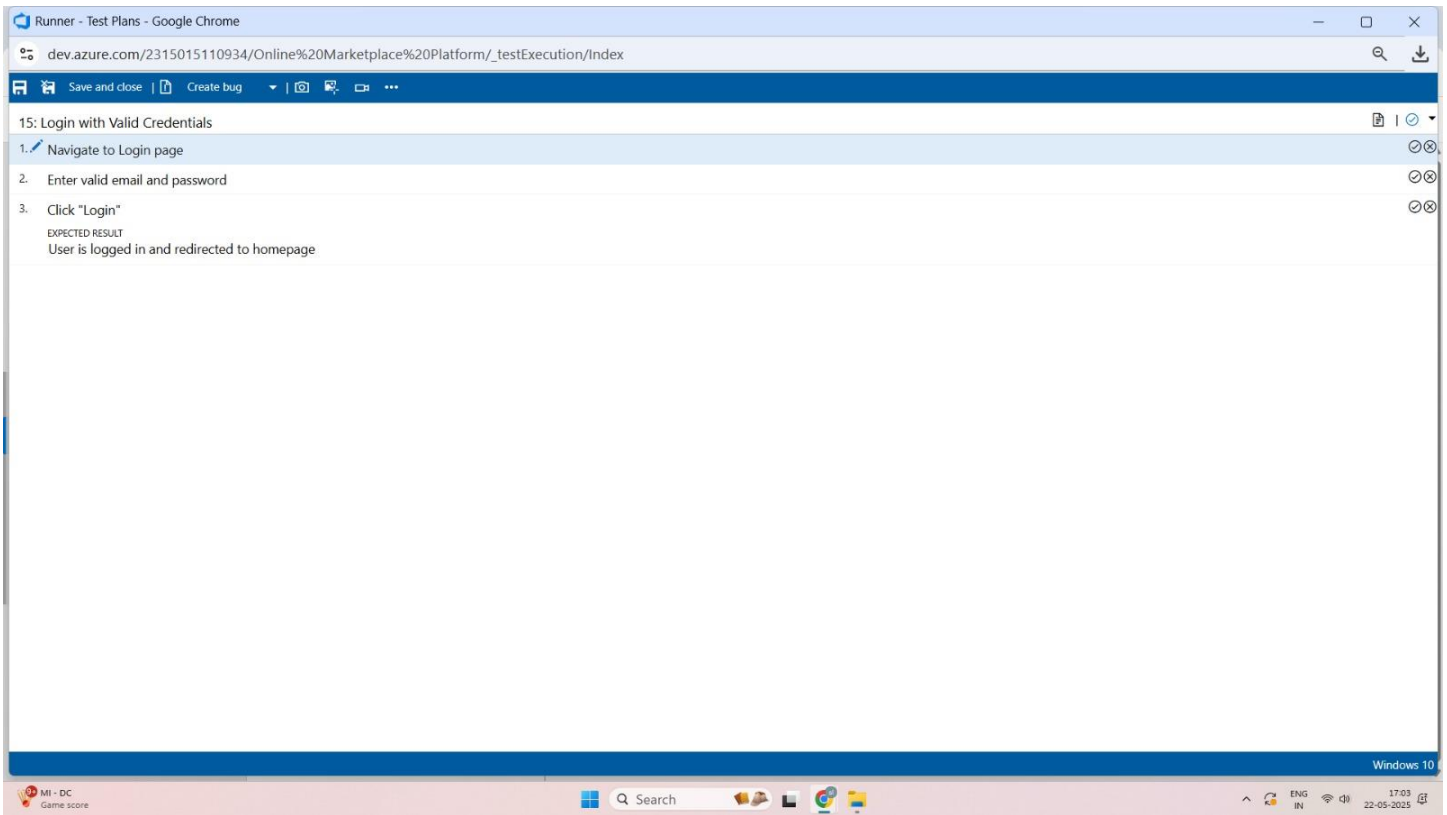 Runner - Test Plans - Google Chrome
dev.azure.com/2315015110934/Online%20Marketplace%20Platform/_testExecution/Index
Save and close | Create bug
15: Login with Valid Credentials
1. Navigate to Login page
2. Enter valid email and password
3. Click "Login"
EXPECTED RESULT
User is logged in and redirected to homepage
Windows 10
9+ MI - DC
Game score
Search
ENG
IN
17:03
22-05-2025